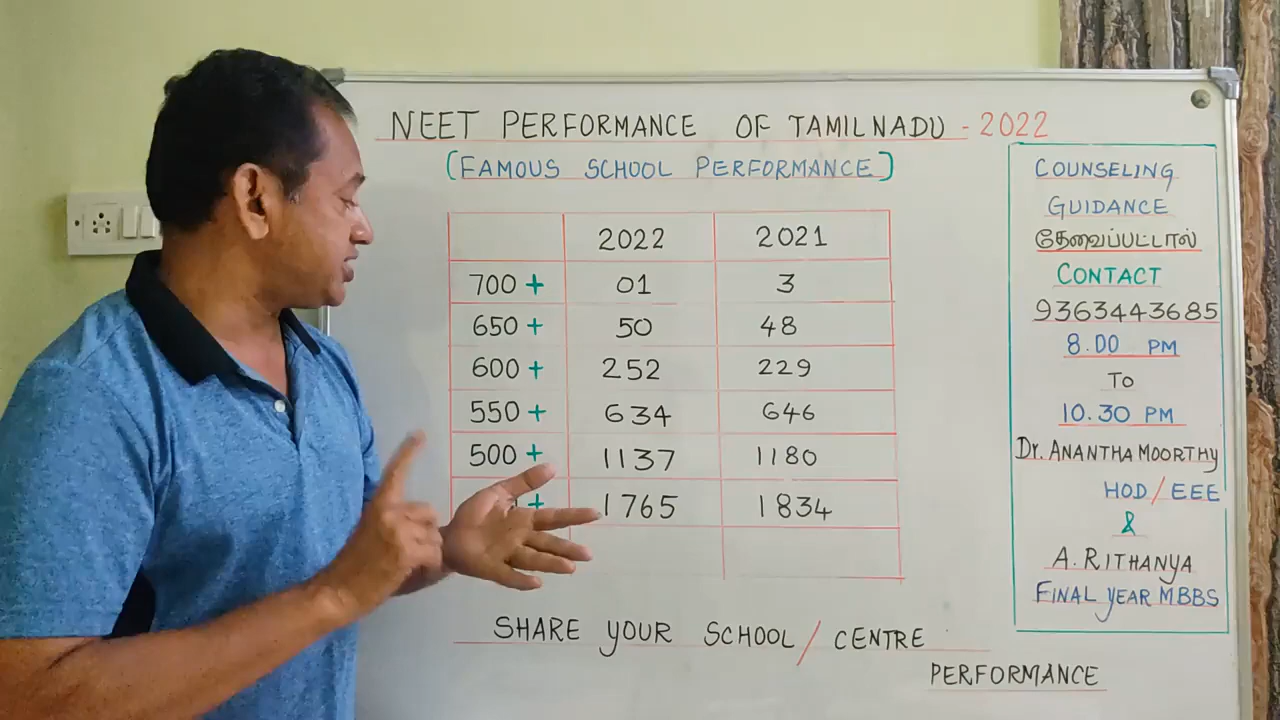 NEET PERFORMANCE OF TAMILNADU - 2022
(FAMOUS SCHOOL PERFORMANCE)
2022 2021
700 + 01 3
650 + 50 48
600 + 252 229
550 + 634 646
500 + 1137 1180
+ 1765 1834
SHARE YOUR SCHOOL / CENTRE
PERFORMANCE
COUNSELING
GUIDANCE
தேவைப்பட்டால்
CONTACT
9363443685
8.00 PM
TO
10.30 PM
Dr. ANANTHAMOORTHY
HOD / EEE
&
A. RITHANYA
FINAL YEAR MBBS